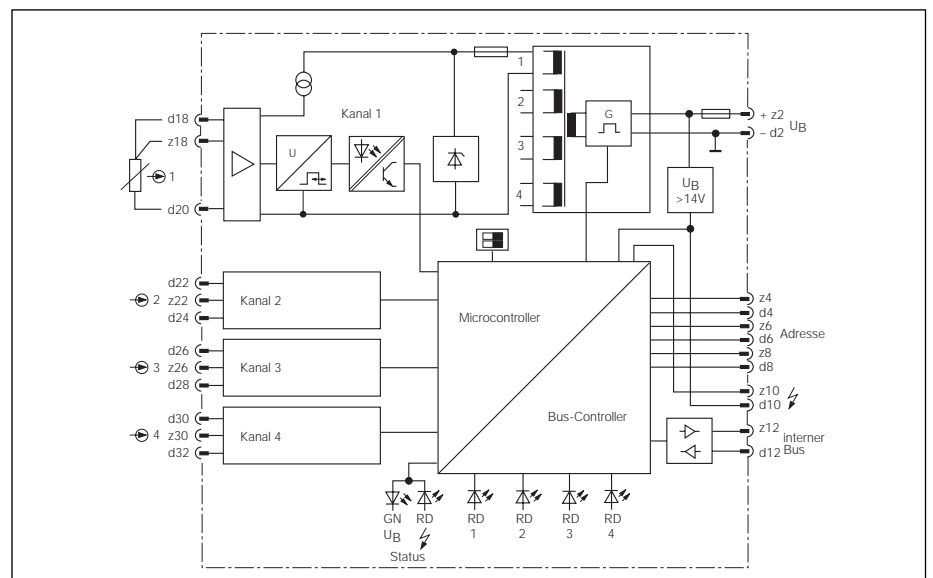 Kanal 1
1
2
3
4
G
+ z2
– d2
UB
UB
>14V
d18
z18
d20
1
U
d22
2 z22
d24
Kanal 2
d26
3 z26
d28
Kanal 3
d30
4 z30
d32
Kanal 4
Microcontroller
Bus-Controller
z4
d4
z6
d6
z8
d8
Adresse
z10
d10
z12
d12
interner
Bus
GN RD RD RD RD RD
UB 1 2 3 4
Status